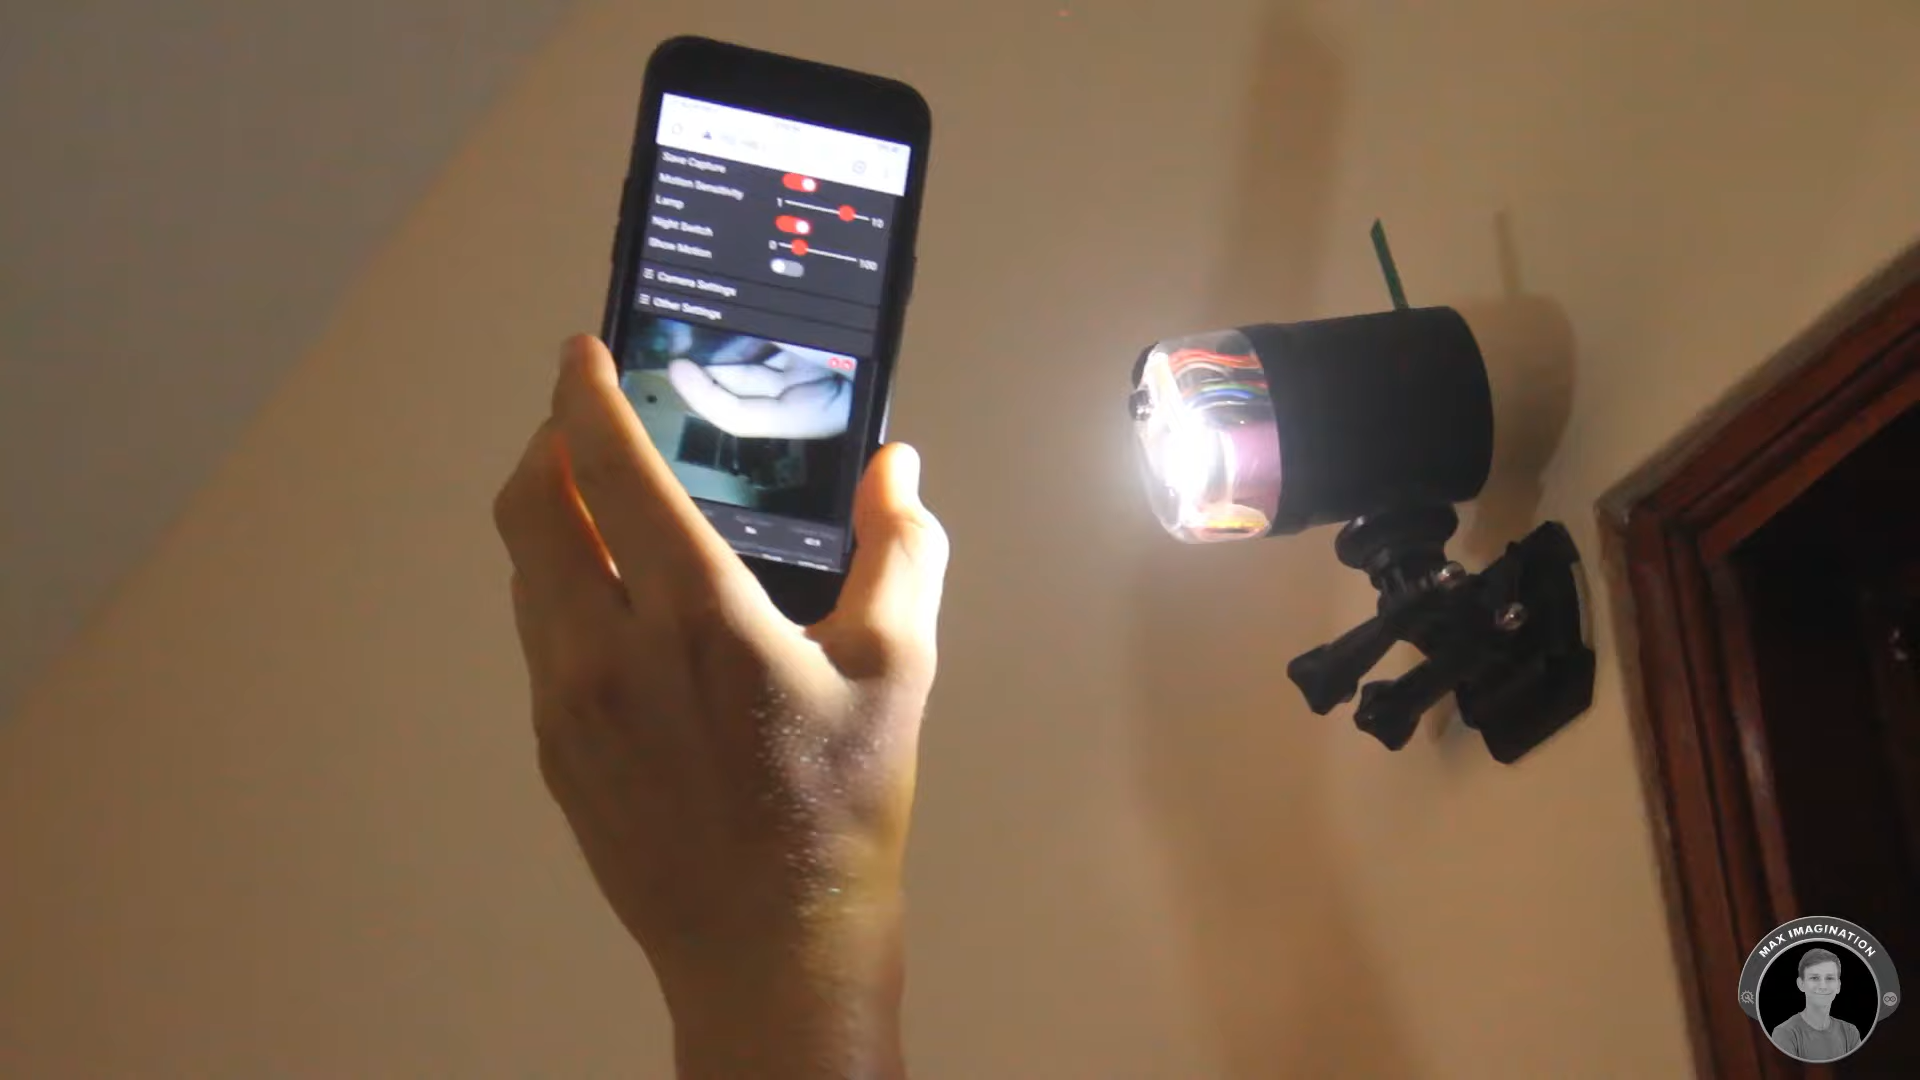 Save Capture
Motion Sensitivity
1 10
Lamp
Night Switch
0 100
Show Motion
Camera Settings
Other Settings
MAX IMAGINATION